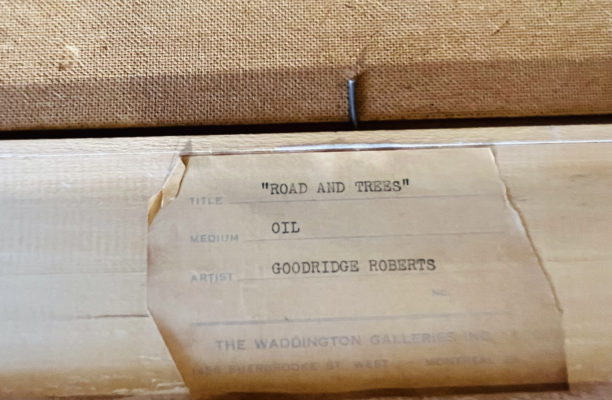 TITLE "ROAD AND TREES"
MEDIUM OIL
ARTIST GOODRIDGE ROBERTS
NO.
THE WADDINGTON GALLERIES INC.
SHERBROOKE ST. WEST MONTREAL